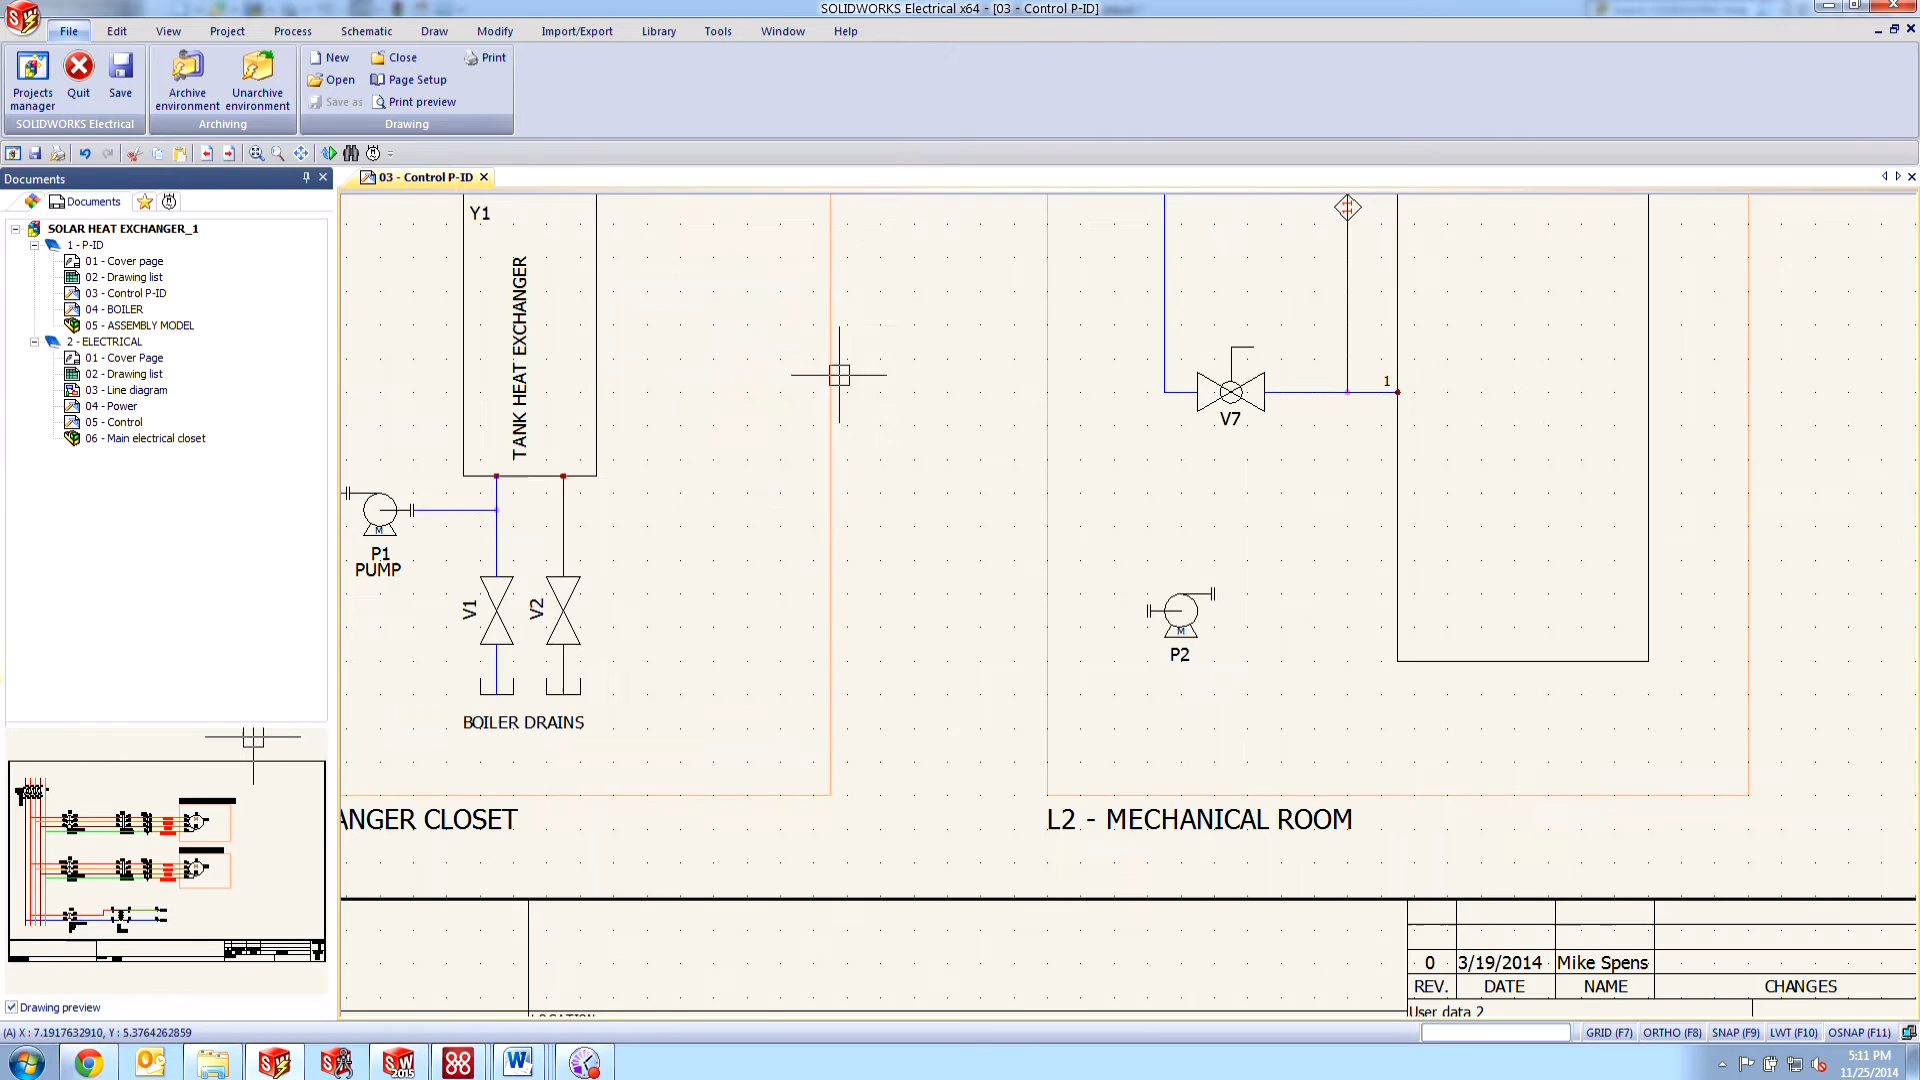 SOLIDWORKS Electrical x64 - [03 - Control P-ID]
File Edit View Project Process Schematic Draw Modify Import/Export Library Tools Window Help
Projects manager
Quit
Save
SOLIDWORKS Electrical
Archive environment
Unarchive environment
Archiving
New
Open
Save as
Close
Page Setup
Print preview
Print
Drawing
Documents
Documents
SOLAR HEAT EXCHANGER_1
1 - P-ID
01 - Cover page
02 - Drawing list
03 - Control P-ID
04 - BOILER
05 - ASSEMBLY MODEL
2 - ELECTRICAL
01 - Cover Page
02 - Drawing list
03 - Line diagram
04 - Power
05 - Control
06 - Main electrical closet
Drawing preview
03 - Control P-ID
Y1
TANK HEAT EXCHANGER
M
P1
PUMP
V1
V2
BOILER DRAINS
ANGER CLOSET
V7
1
M
P2
L2 - MECHANICAL ROOM
0 3/19/2014 Mike Spens
REV. DATE NAME CHANGES
User data 2
LOCATION
(A) X : 7.1917632910, Y : 5.3764262859
GRID (F7) ORTHO (F8) SNAP (F9) LWT (F10) OSNAP (F11)
5:11 PM
11/25/2014